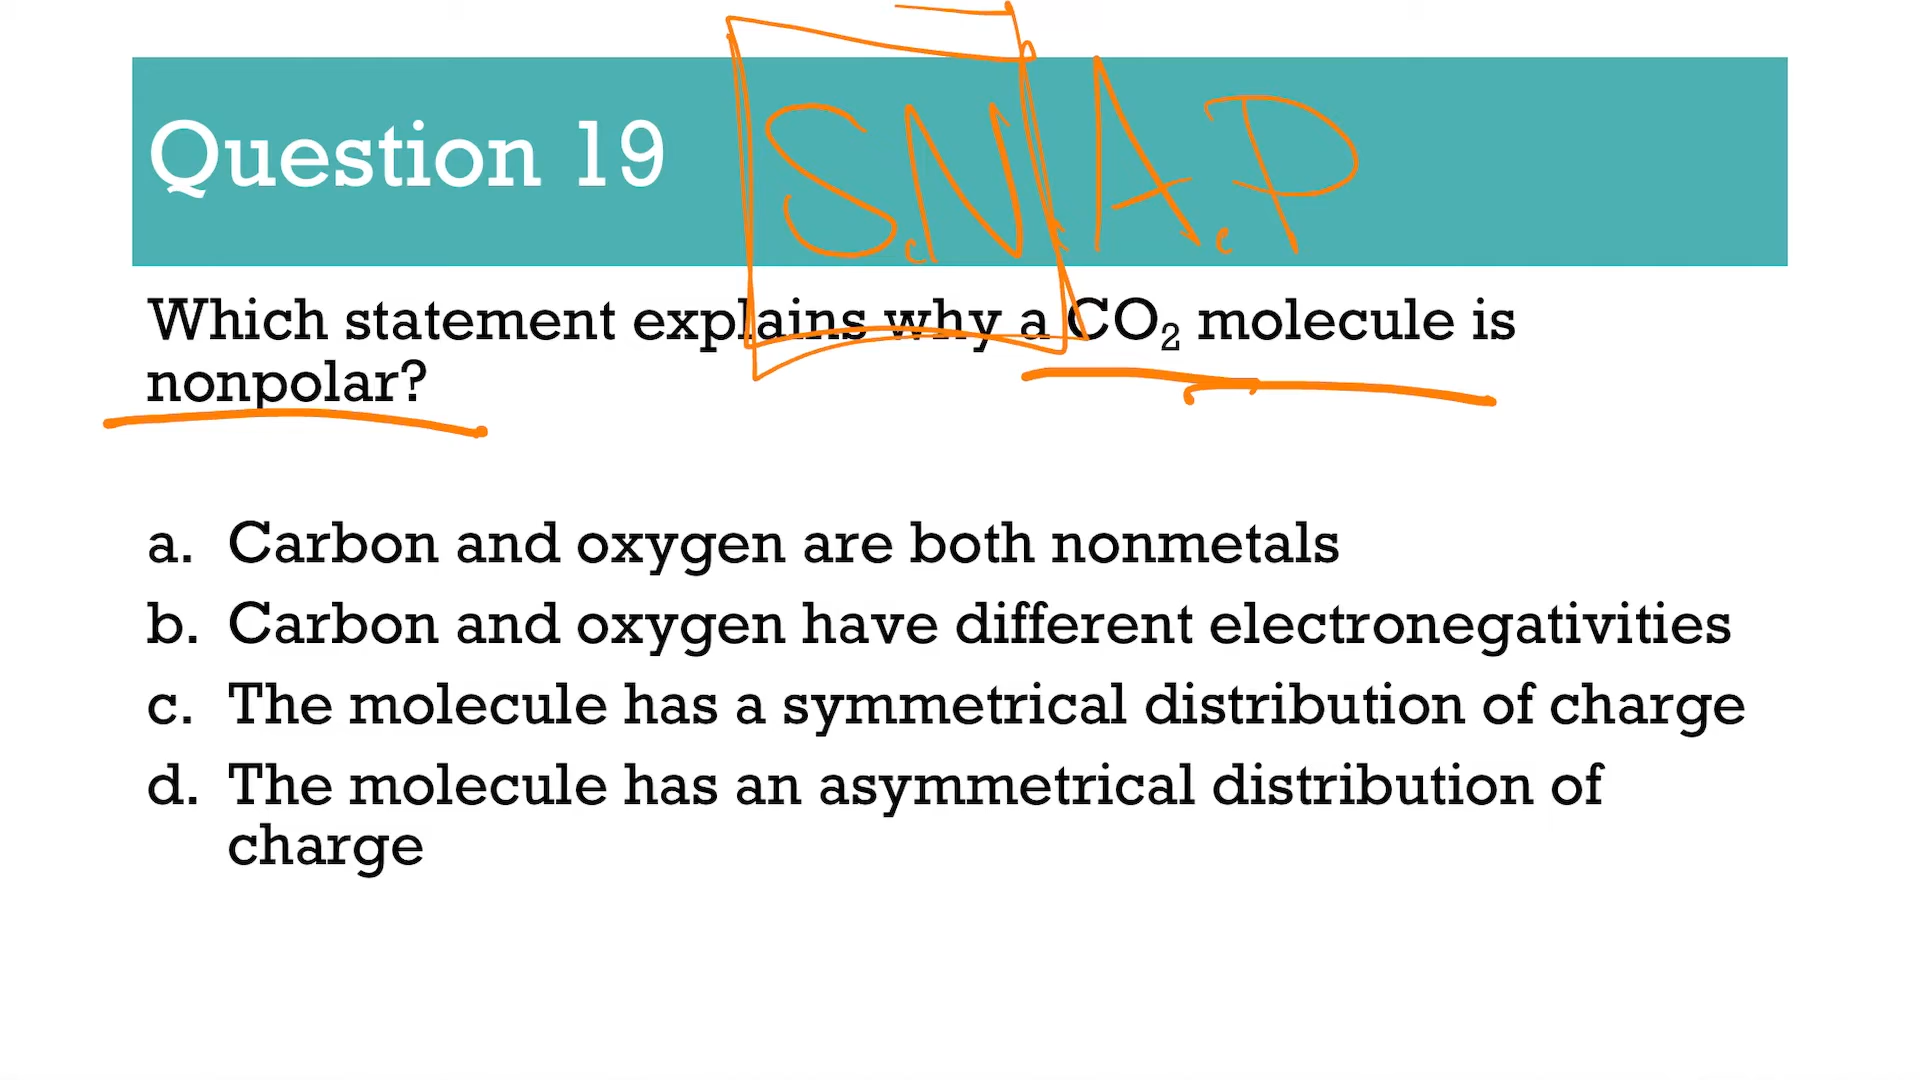 Question 19
S.N.A.P
Which statement explains why a CO₂ molecule is
nonpolar?
a. Carbon and oxygen are both nonmetals
b. Carbon and oxygen have different electronegativities
c. The molecule has a symmetrical distribution of charge
d. The molecule has an asymmetrical distribution of
charge